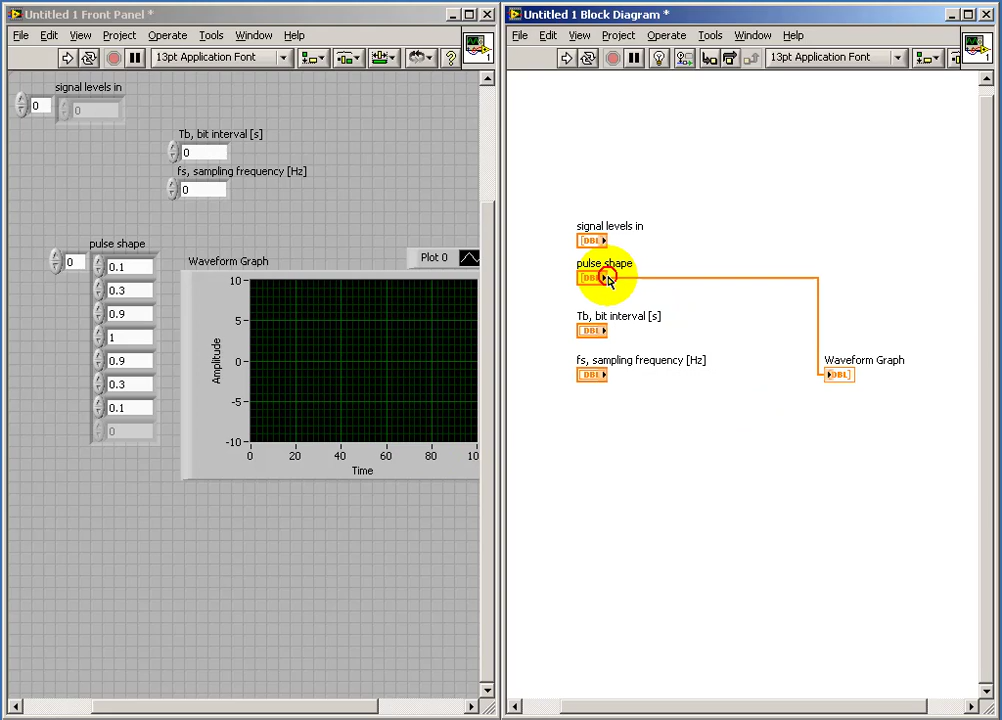 Untitled 1 Front Panel *
File Edit View Project Operate Tools Window Help
13pt Application Font
1
signal levels in
0
0
Tb, bit interval [s]
0
fs, sampling frequency [Hz]
0
pulse shape
0
0.1
0.3
0.9
1
0.9
0.3
0.1
0
Waveform Graph
Plot 0
Amplitude
10
5
0
-5
-10
0 20 40 60 80 10
Time
Untitled 1 Block Diagram *
File Edit View Project Operate Tools Window Help
13pt Application Font
1
signal levels in
[DBL
pulse shape
[DBL
Tb, bit interval [s]
DBL
fs, sampling frequency [Hz]
DBL
Waveform Graph
DBL]